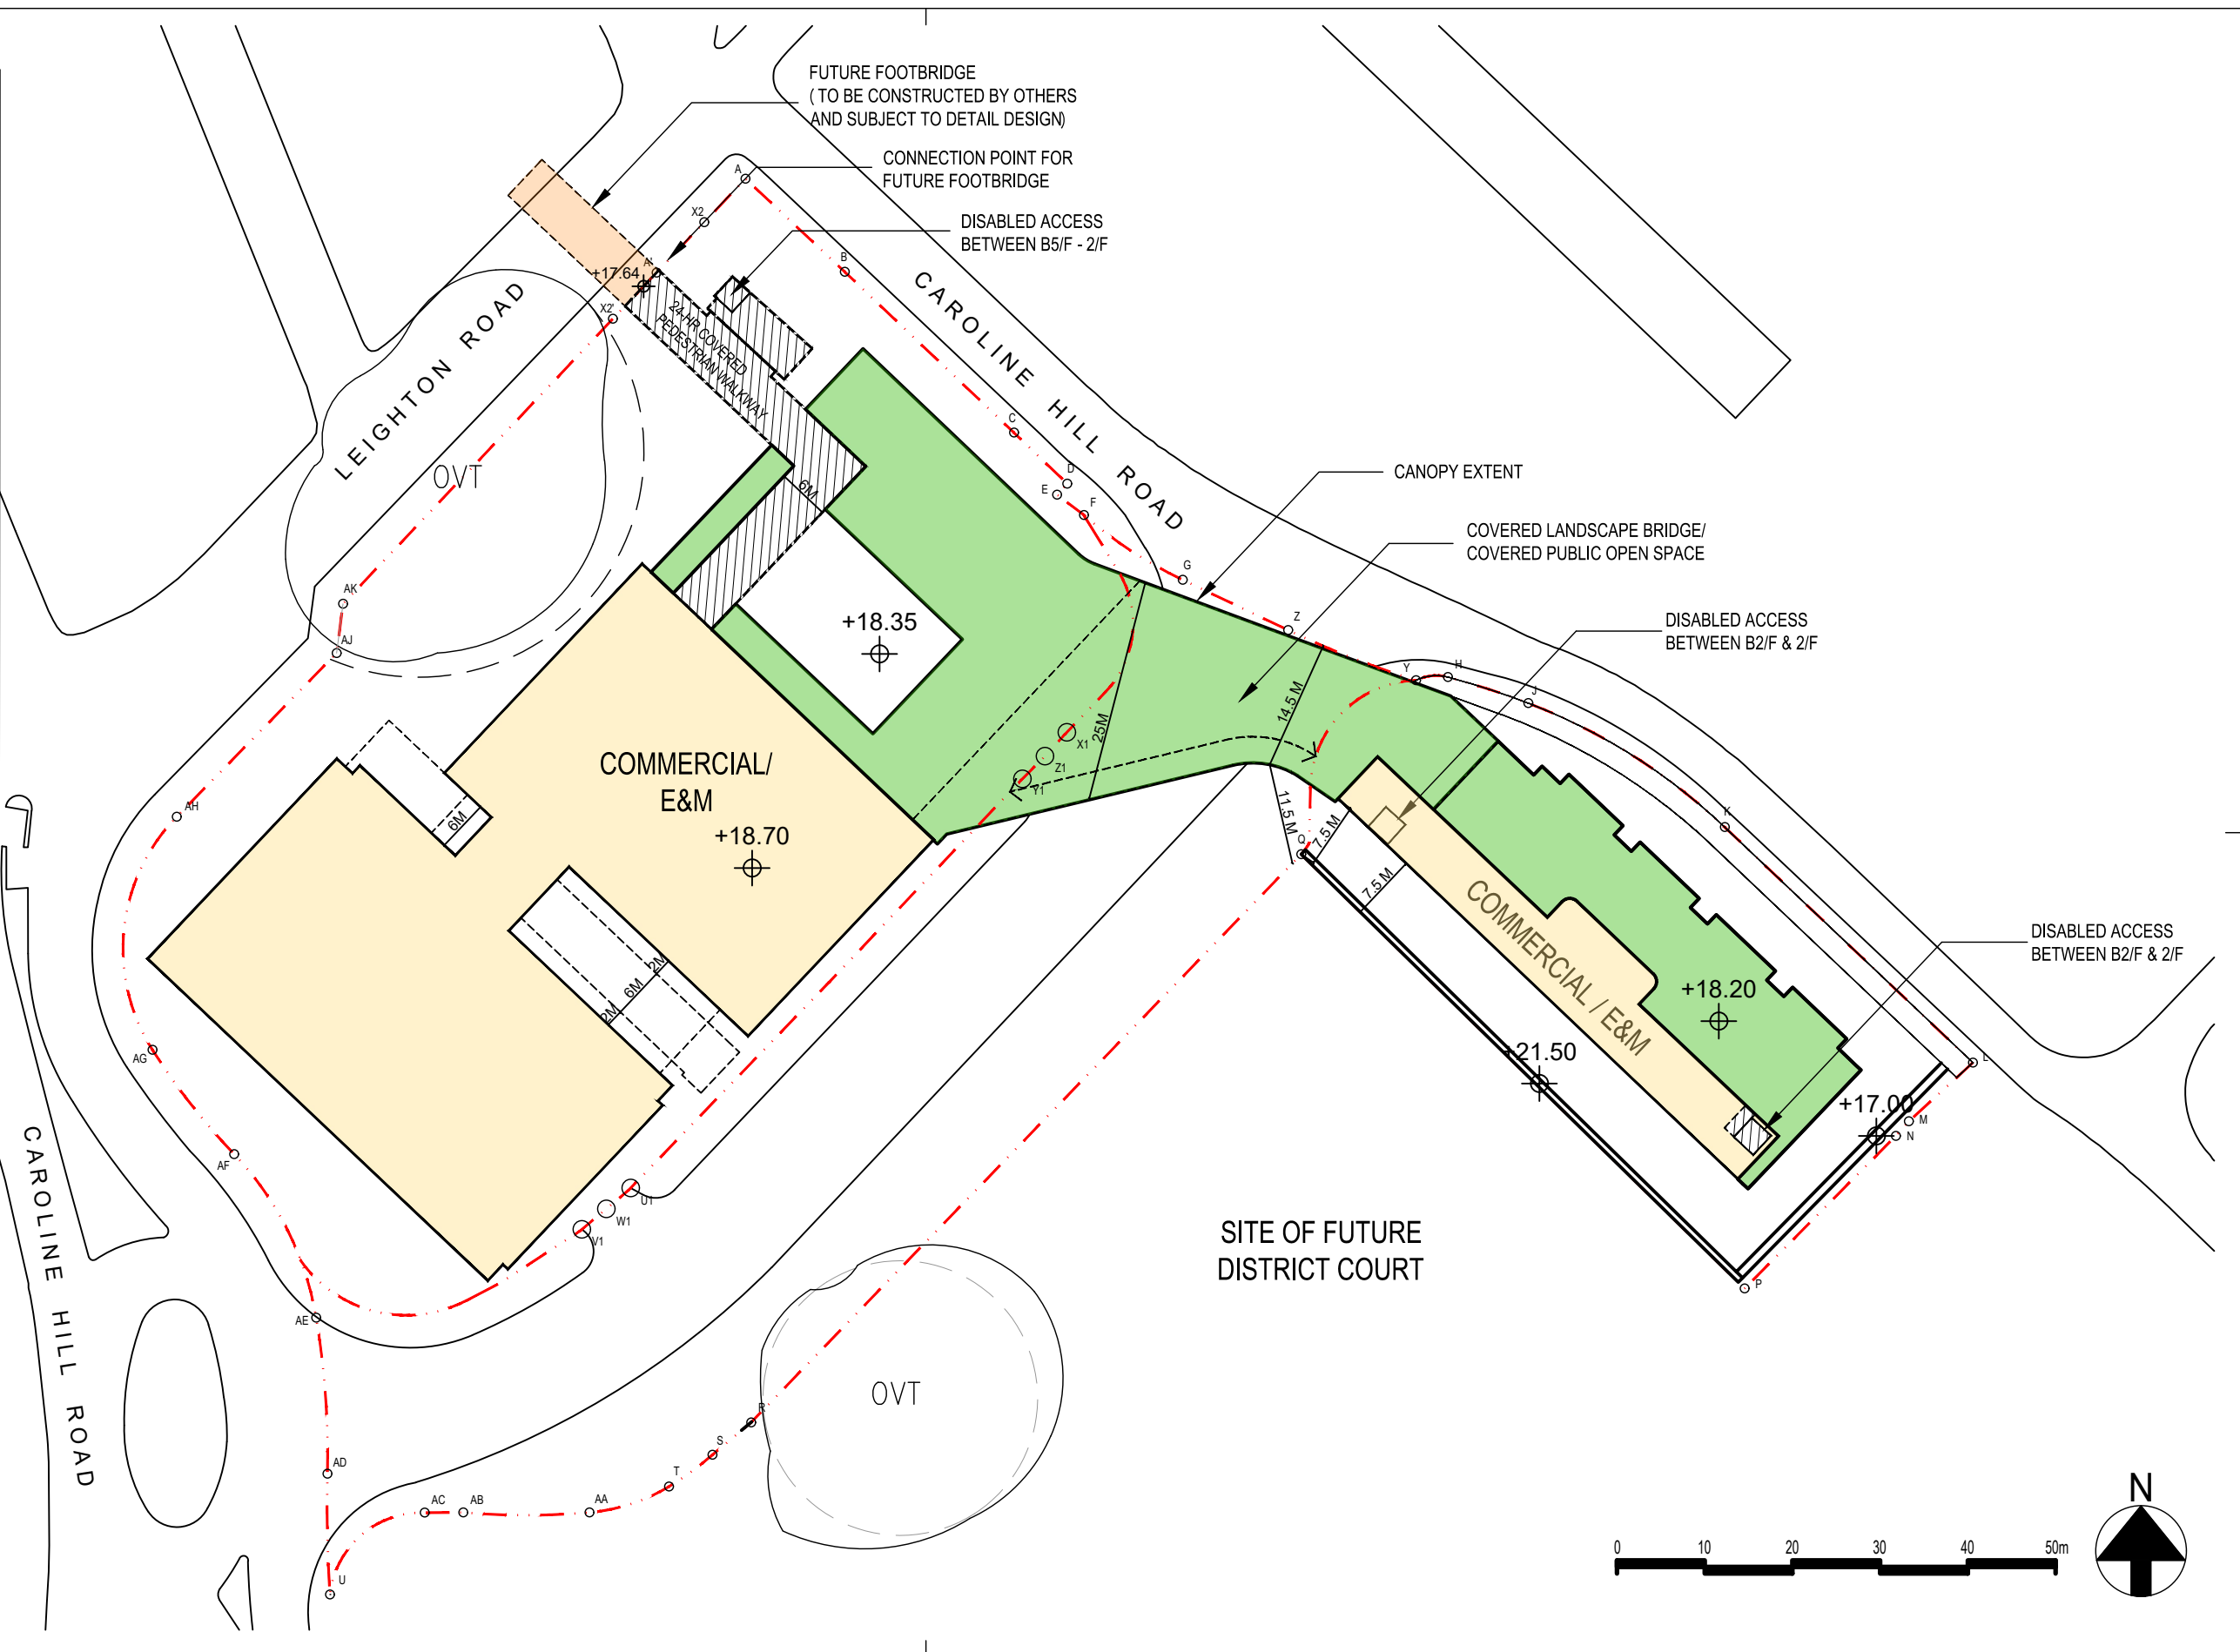 FUTURE FOOTBRIDGE
( TO BE CONSTRUCTED BY OTHERS
AND SUBJECT TO DETAIL DESIGN)
CONNECTION POINT FOR
FUTURE FOOTBRIDGE
DISABLED ACCESS
BETWEEN B5/F - 2/F
A
X2
B
A'
+17.64
X2'
24-HR COVERED
PEDESTRIAN WALKWAY
CAROLINE HILL ROAD
LEIGHTON ROAD
OVT
C
D
E
F
6M
G
CANOPY EXTENT
COVERED LANDSCAPE BRIDGE/
COVERED PUBLIC OPEN SPACE
Z
DISABLED ACCESS
BETWEEN B2/F & 2/F
Y
H
J
AK
AJ
+18.35
14.5 M
25M
X1
Z1
Y1
COMMERCIAL/
E&M
+18.70
AH
6M
11.5 M
7.5 M
Q
7.5 M
K
COMMERCIAL / E&M
DISABLED ACCESS
BETWEEN B2/F & 2/F
2M
6M
2M
+18.20
+21.50
+17.00
L
M
N
AG
AF
U1
W1
V1
SITE OF FUTURE
DISTRICT COURT
P
CAROLINE HILL ROAD
AE
OVT
R
S
T
AD
AC
AB
AA
U
N
0 10 20 30 40 50m